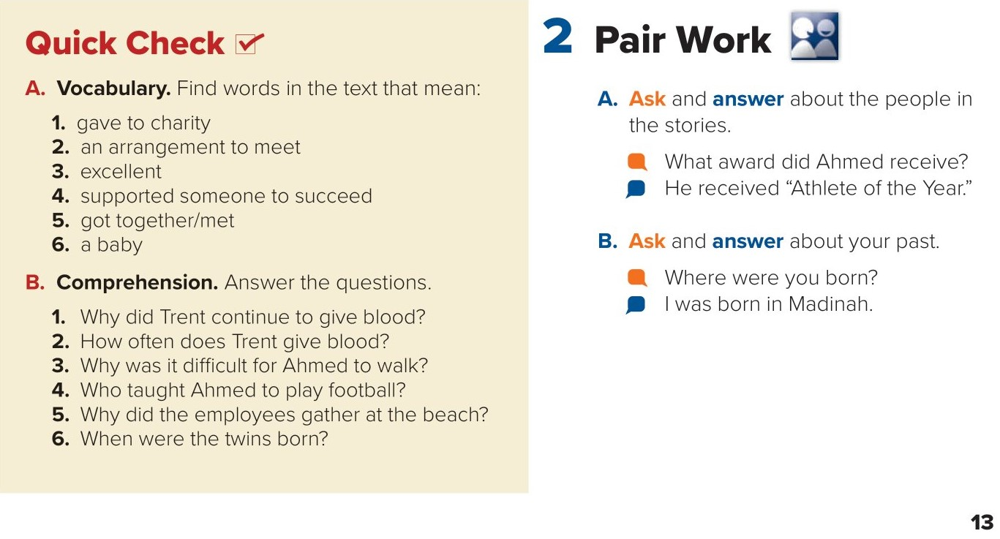 Quick Check
A. Vocabulary. Find words in the text that mean:
1. gave to charity
2. an arrangement to meet
3. excellent
4. supported someone to succeed
5. got together/met
6. a baby
B. Comprehension. Answer the questions.
1. Why did Trent continue to give blood?
2. How often does Trent give blood?
3. Why was it difficult for Ahmed to walk?
4. Who taught Ahmed to play football?
5. Why did the employees gather at the beach?
6. When were the twins born?
2 Pair Work
A. Ask and answer about the people in
the stories.
What award did Ahmed receive?
He received “Athlete of the Year.”
B. Ask and answer about your past.
Where were you born?
I was born in Madinah.
13